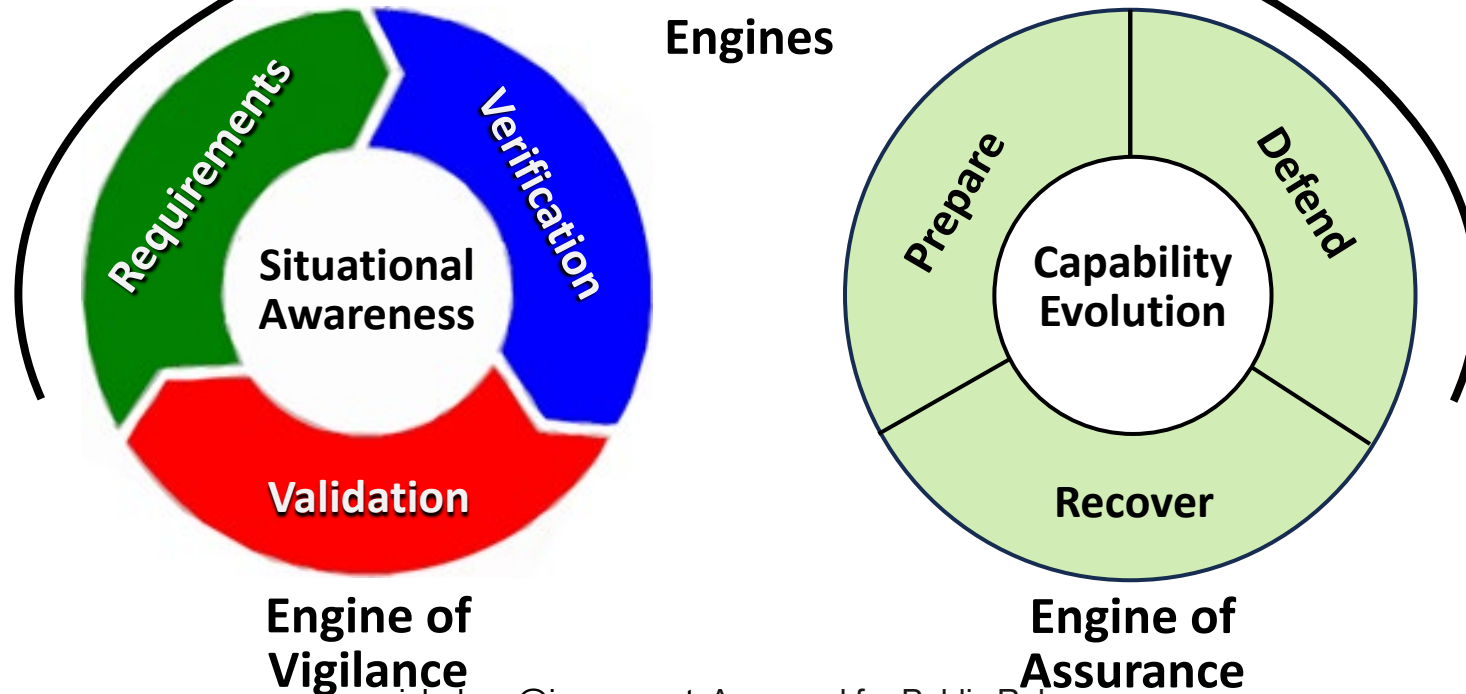 Engines
Requirements
Verification
Situational
Awareness
Validation
Engine of
Vigilance
Prepare
Defend
Capability
Evolution
Recover
Engine of
Assurance